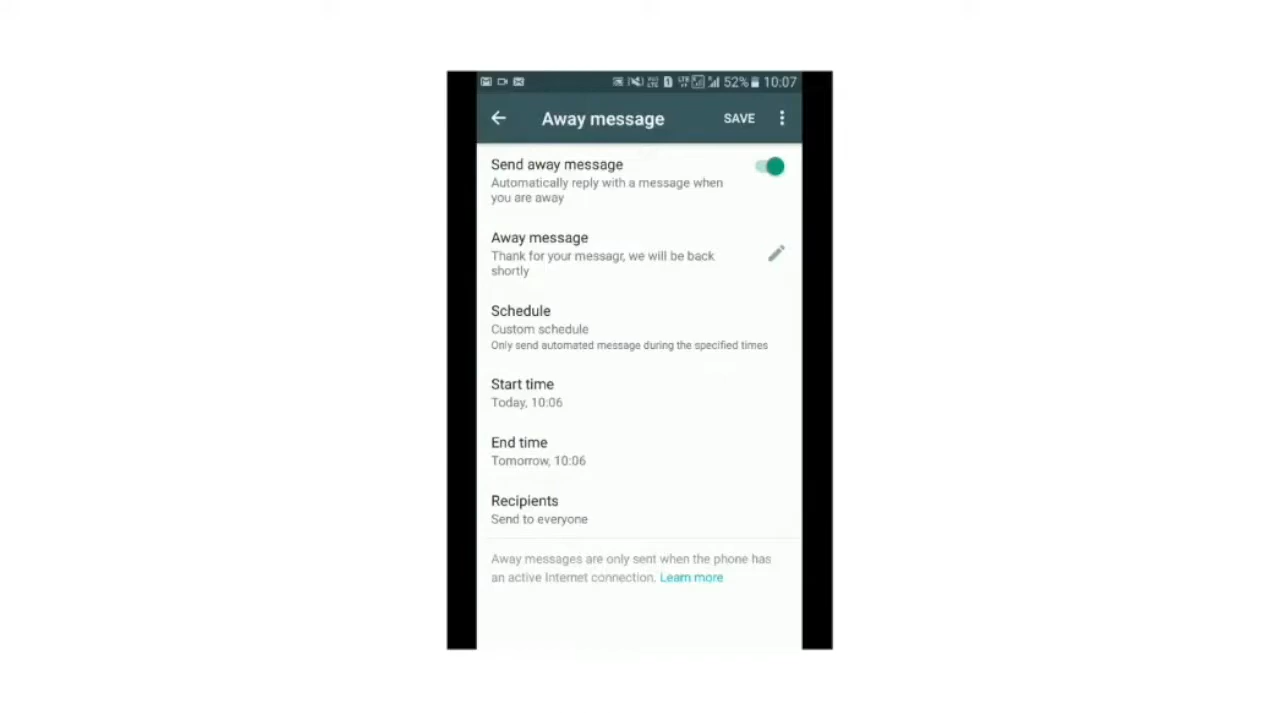 52% 10:07
Away message SAVE
Send away message
Automatically reply with a message when
you are away
Away message
Thank for your messagr, we will be back
shortly
Schedule
Custom schedule
Only send automated message during the specified times
Start time
Today, 10:06
End time
Tomorrow, 10:06
Recipients
Send to everyone
Away messages are only sent when the phone has
an active Internet connection. Learn more